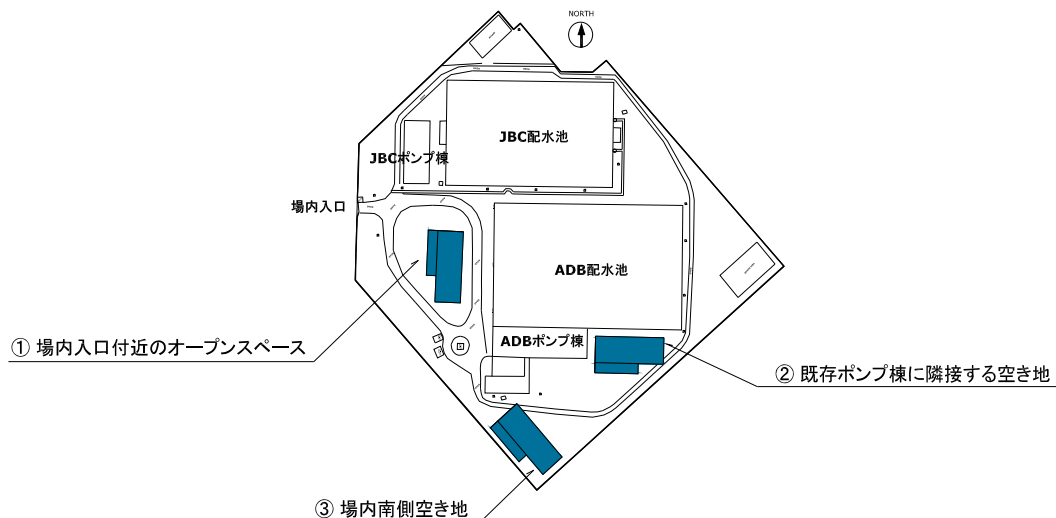 NORTH
JBC配水池
JBCポンプ棟
場内入口
ADB配水池
ADBポンプ棟
① 場内入口付近のオープンスペース
② 既存ポンプ棟に隣接する空き地
③ 場内南側空き地